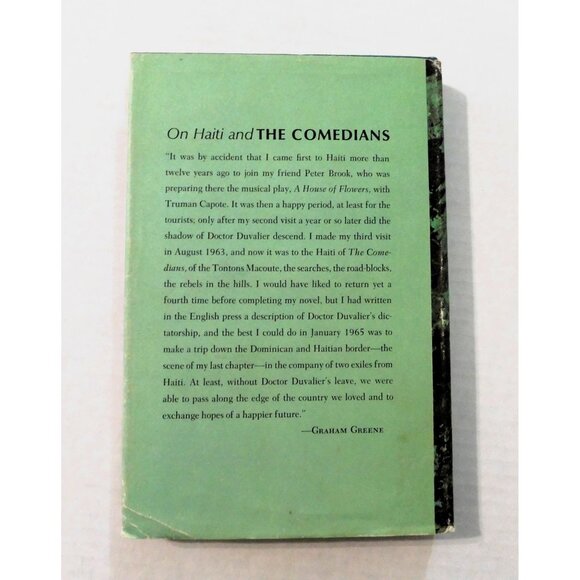 On Haiti and THE COMEDIANS
"It was by accident that I came first to Haiti more than
twelve years ago to join my friend Peter Brook, who was
preparing there the musical play, A House of Flowers, with
Truman Capote. It was then a happy period, at least for the
tourists; only after my second visit a year or so later did the
shadow of Doctor Duvalier descend. I made my third visit
in August 1963, and now it was to the Haiti of The Come-
dians, of the Tontons Macoute, the searches, the road-blocks,
the rebels in the hills. I would have liked to return yet a
fourth time before completing my novel, but I had written
in the English press a description of Doctor Duvalier's dic-
tatorship, and the best I could do in January 1965 was to
make a trip down the Dominican and Haitian border—the
scene of my last chapter—in the company of two exiles from
Haiti. At least, without Doctor Duvalier's leave, we were
able to pass along the edge of the country we loved and to
exchange hopes of a happier future."
—GRAHAM GREENE